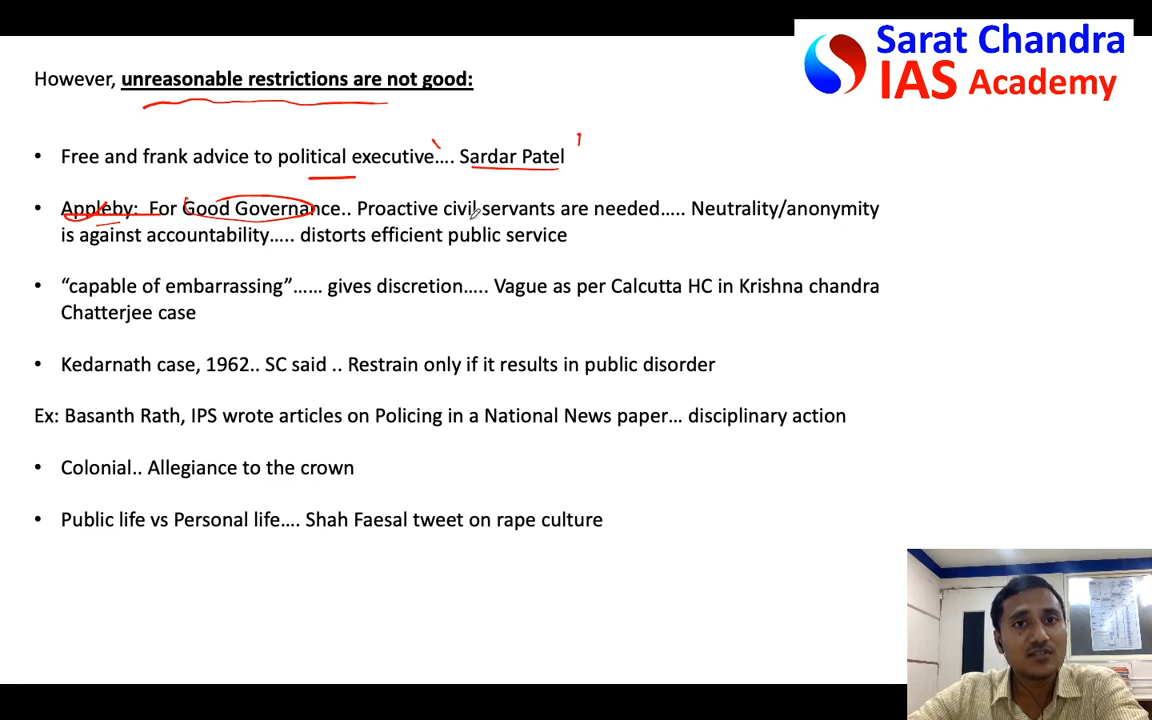 Sarat Chandra
IAS Academy
However, unreasonable restrictions are not good:
• Free and frank advice to political executive…. Sardar Patel
• Appleby: For Good Governance.. Proactive civil servants are needed….. Neutrality/anonymity
is against accountability….. distorts efficient public service
• “capable of embarrassing”…… gives discretion….. Vague as per Calcutta HC in Krishna chandra
Chatterjee case
• Kedarnath case, 1962.. SC said .. Restrain only if it results in public disorder
Ex: Basanth Rath, IPS wrote articles on Policing in a National News paper… disciplinary action
• Colonial.. Allegiance to the crown
• Public life vs Personal life…. Shah Faesal tweet on rape culture